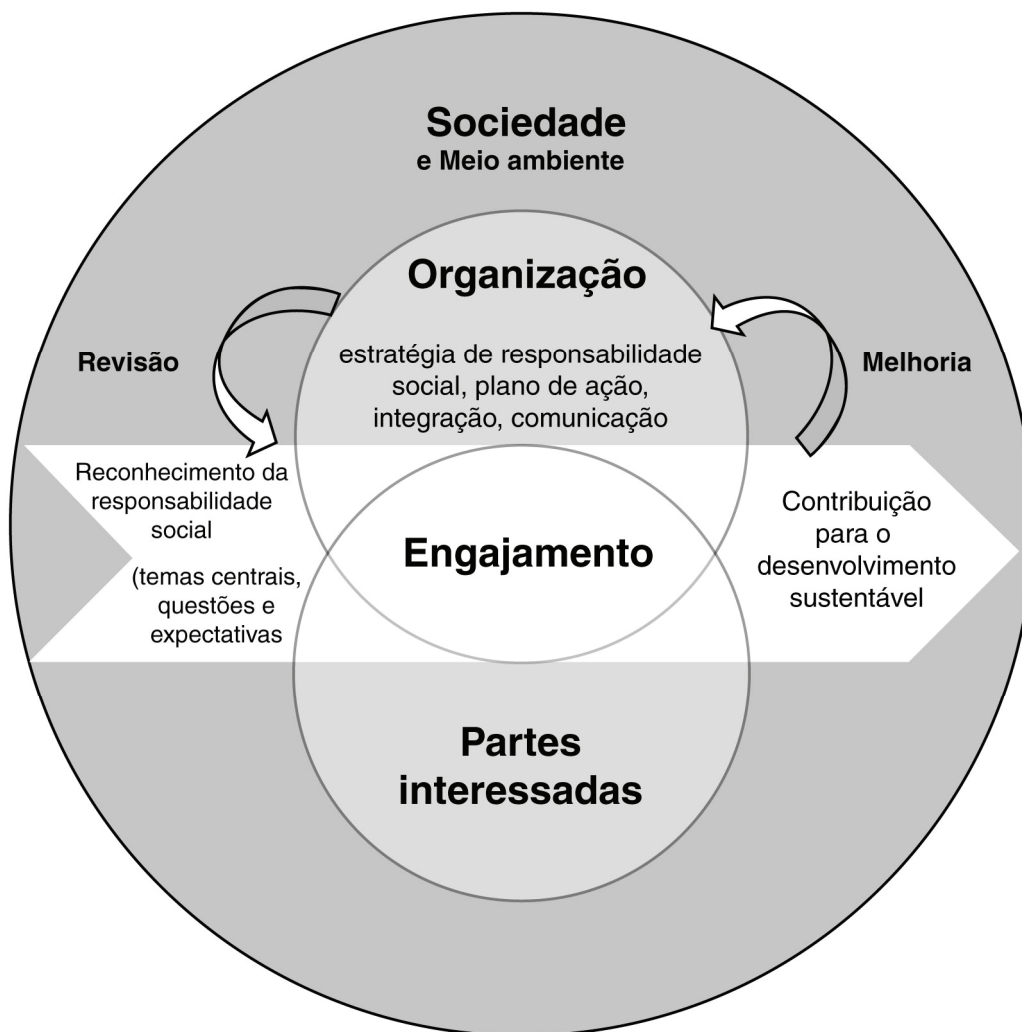 Sociedade
e Meio ambiente
Organização
estratégia de responsabilidade
social, plano de ação,
integração, comunicação
Revisão
Melhoria
Reconhecimento da
responsabilidade
social
(temas centrais,
questões e
expectativas
Engajamento
Contribuição
para o
desenvolvimento
sustentável
Partes
interessadas